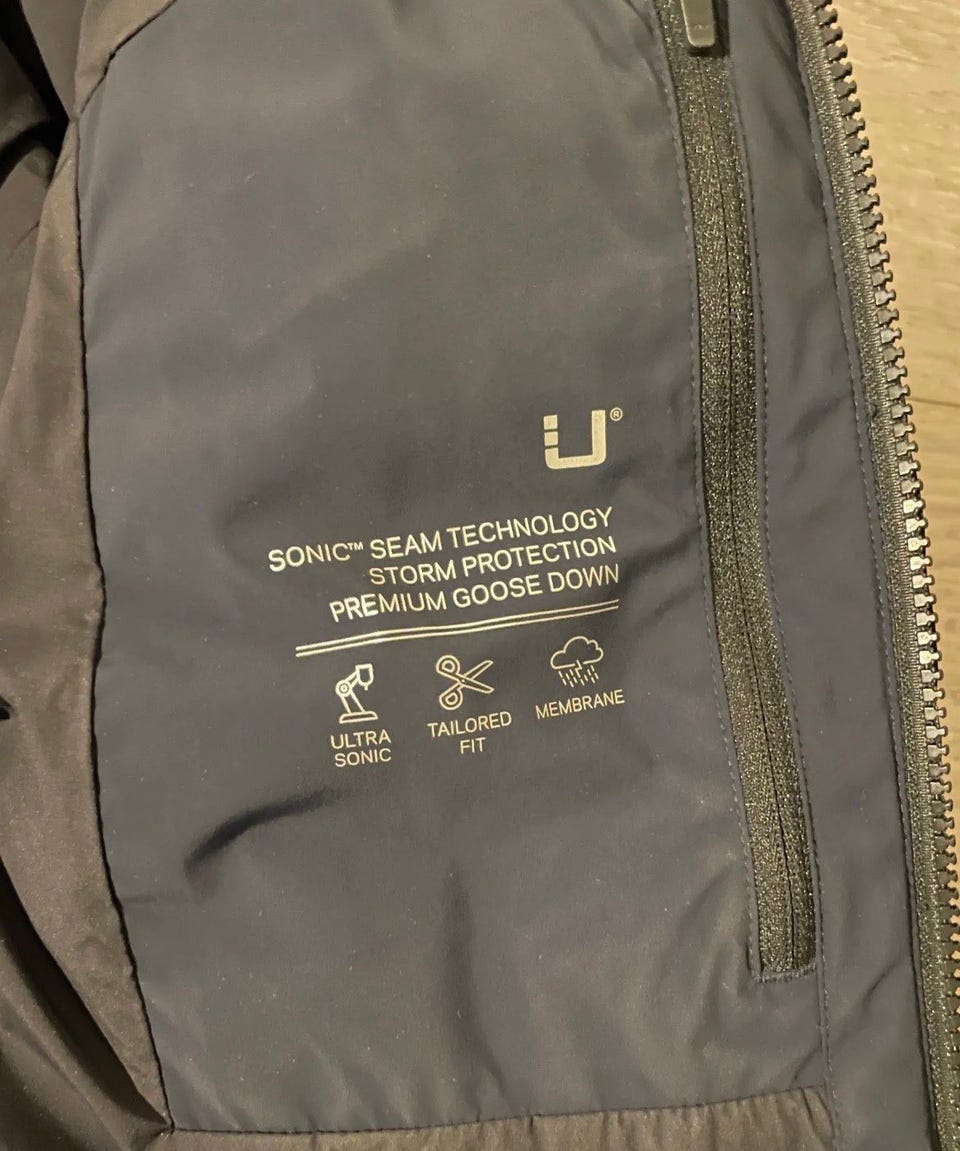 U®
SONIC™ SEAM TECHNOLOGY
STORM PROTECTION
PREMIUM GOOSE DOWN
ULTRA
SONIC
TAILORED
FIT
MEMBRANE